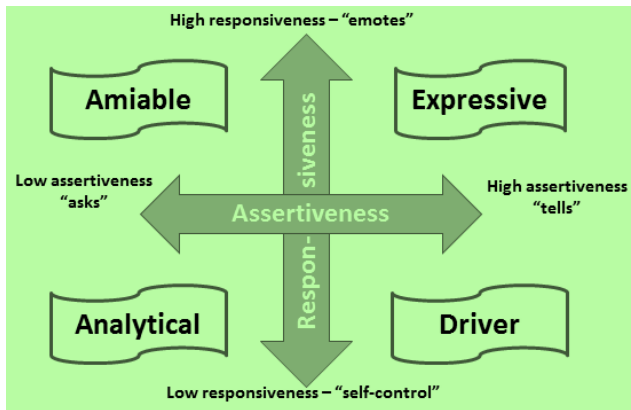 High responsiveness – “emotes”
Amiable
Expressive
Respon- siveness
Low assertiveness
“asks”
Assertiveness
High assertiveness
“tells”
Analytical
Driver
Low responsiveness – “self-control”